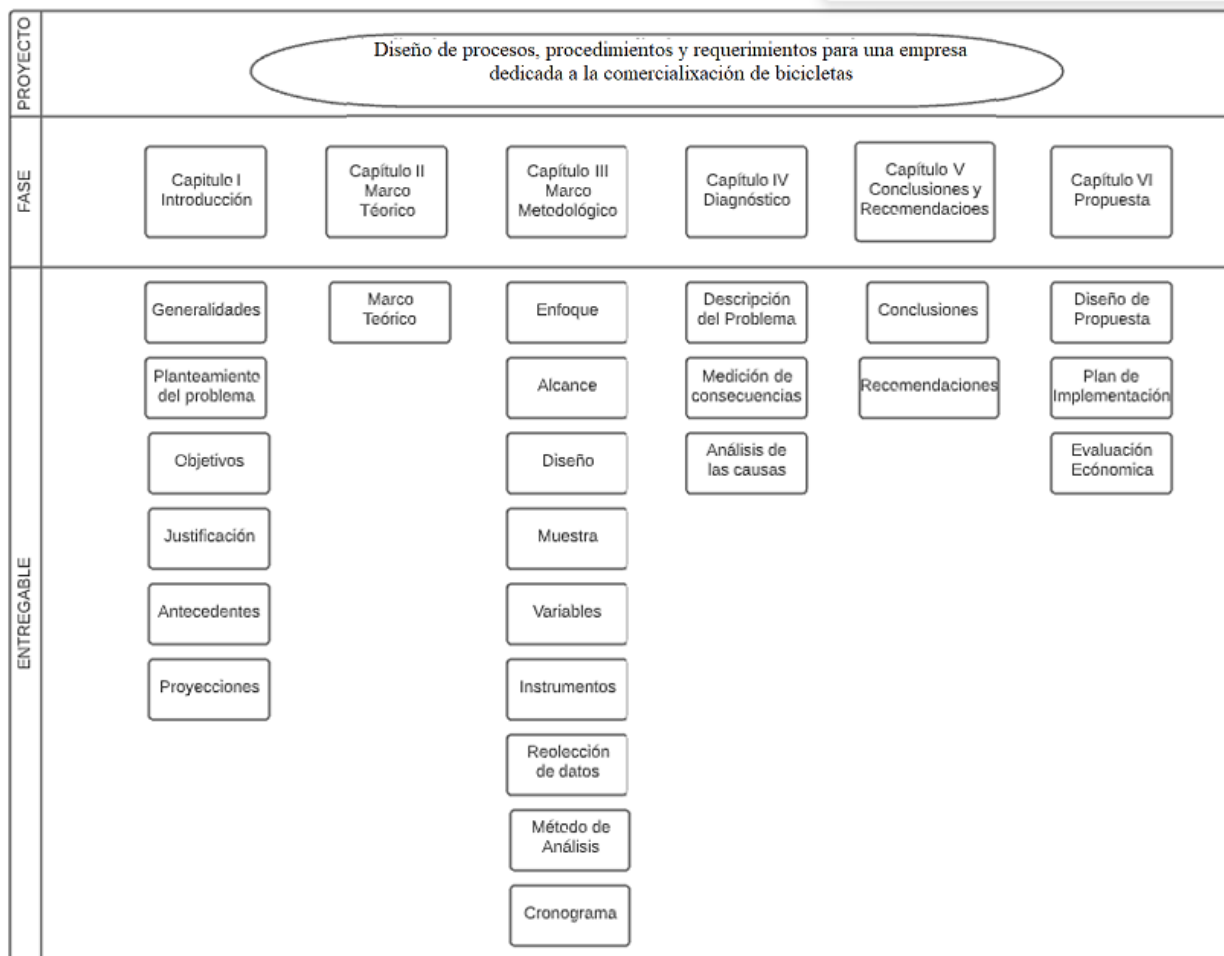 PROYECTO
Diseño de procesos, procedimientos y requerimientos para una empresa
dedicada a la comercialixación de bicicletas
FASE
Capitulo I
Introducción
Capítulo II
Marco
Téorico
Capítulo III
Marco
Metodológico
Capítulo IV
Diagnóstico
Capítulo V
Conclusiones y
Recomendacioes
Capítulo VI
Propuesta
ENTREGABLE
Generalidades
Planteamiento
del problema
Objetivos
Justificación
Antecedentes
Proyecciones
Marco
Teórico
Enfoque
Alcance
Diseño
Muestra
Variables
Instrumentos
Reolección
de datos
Método de
Análisis
Cronograma
Descripción
del Problema
Medición de
consecuencias
Análisis de
las causas
Conclusiones
Recomendaciones
Diseño de
Propuesta
Plan de
Implementación
Evaluación
Ecónomica